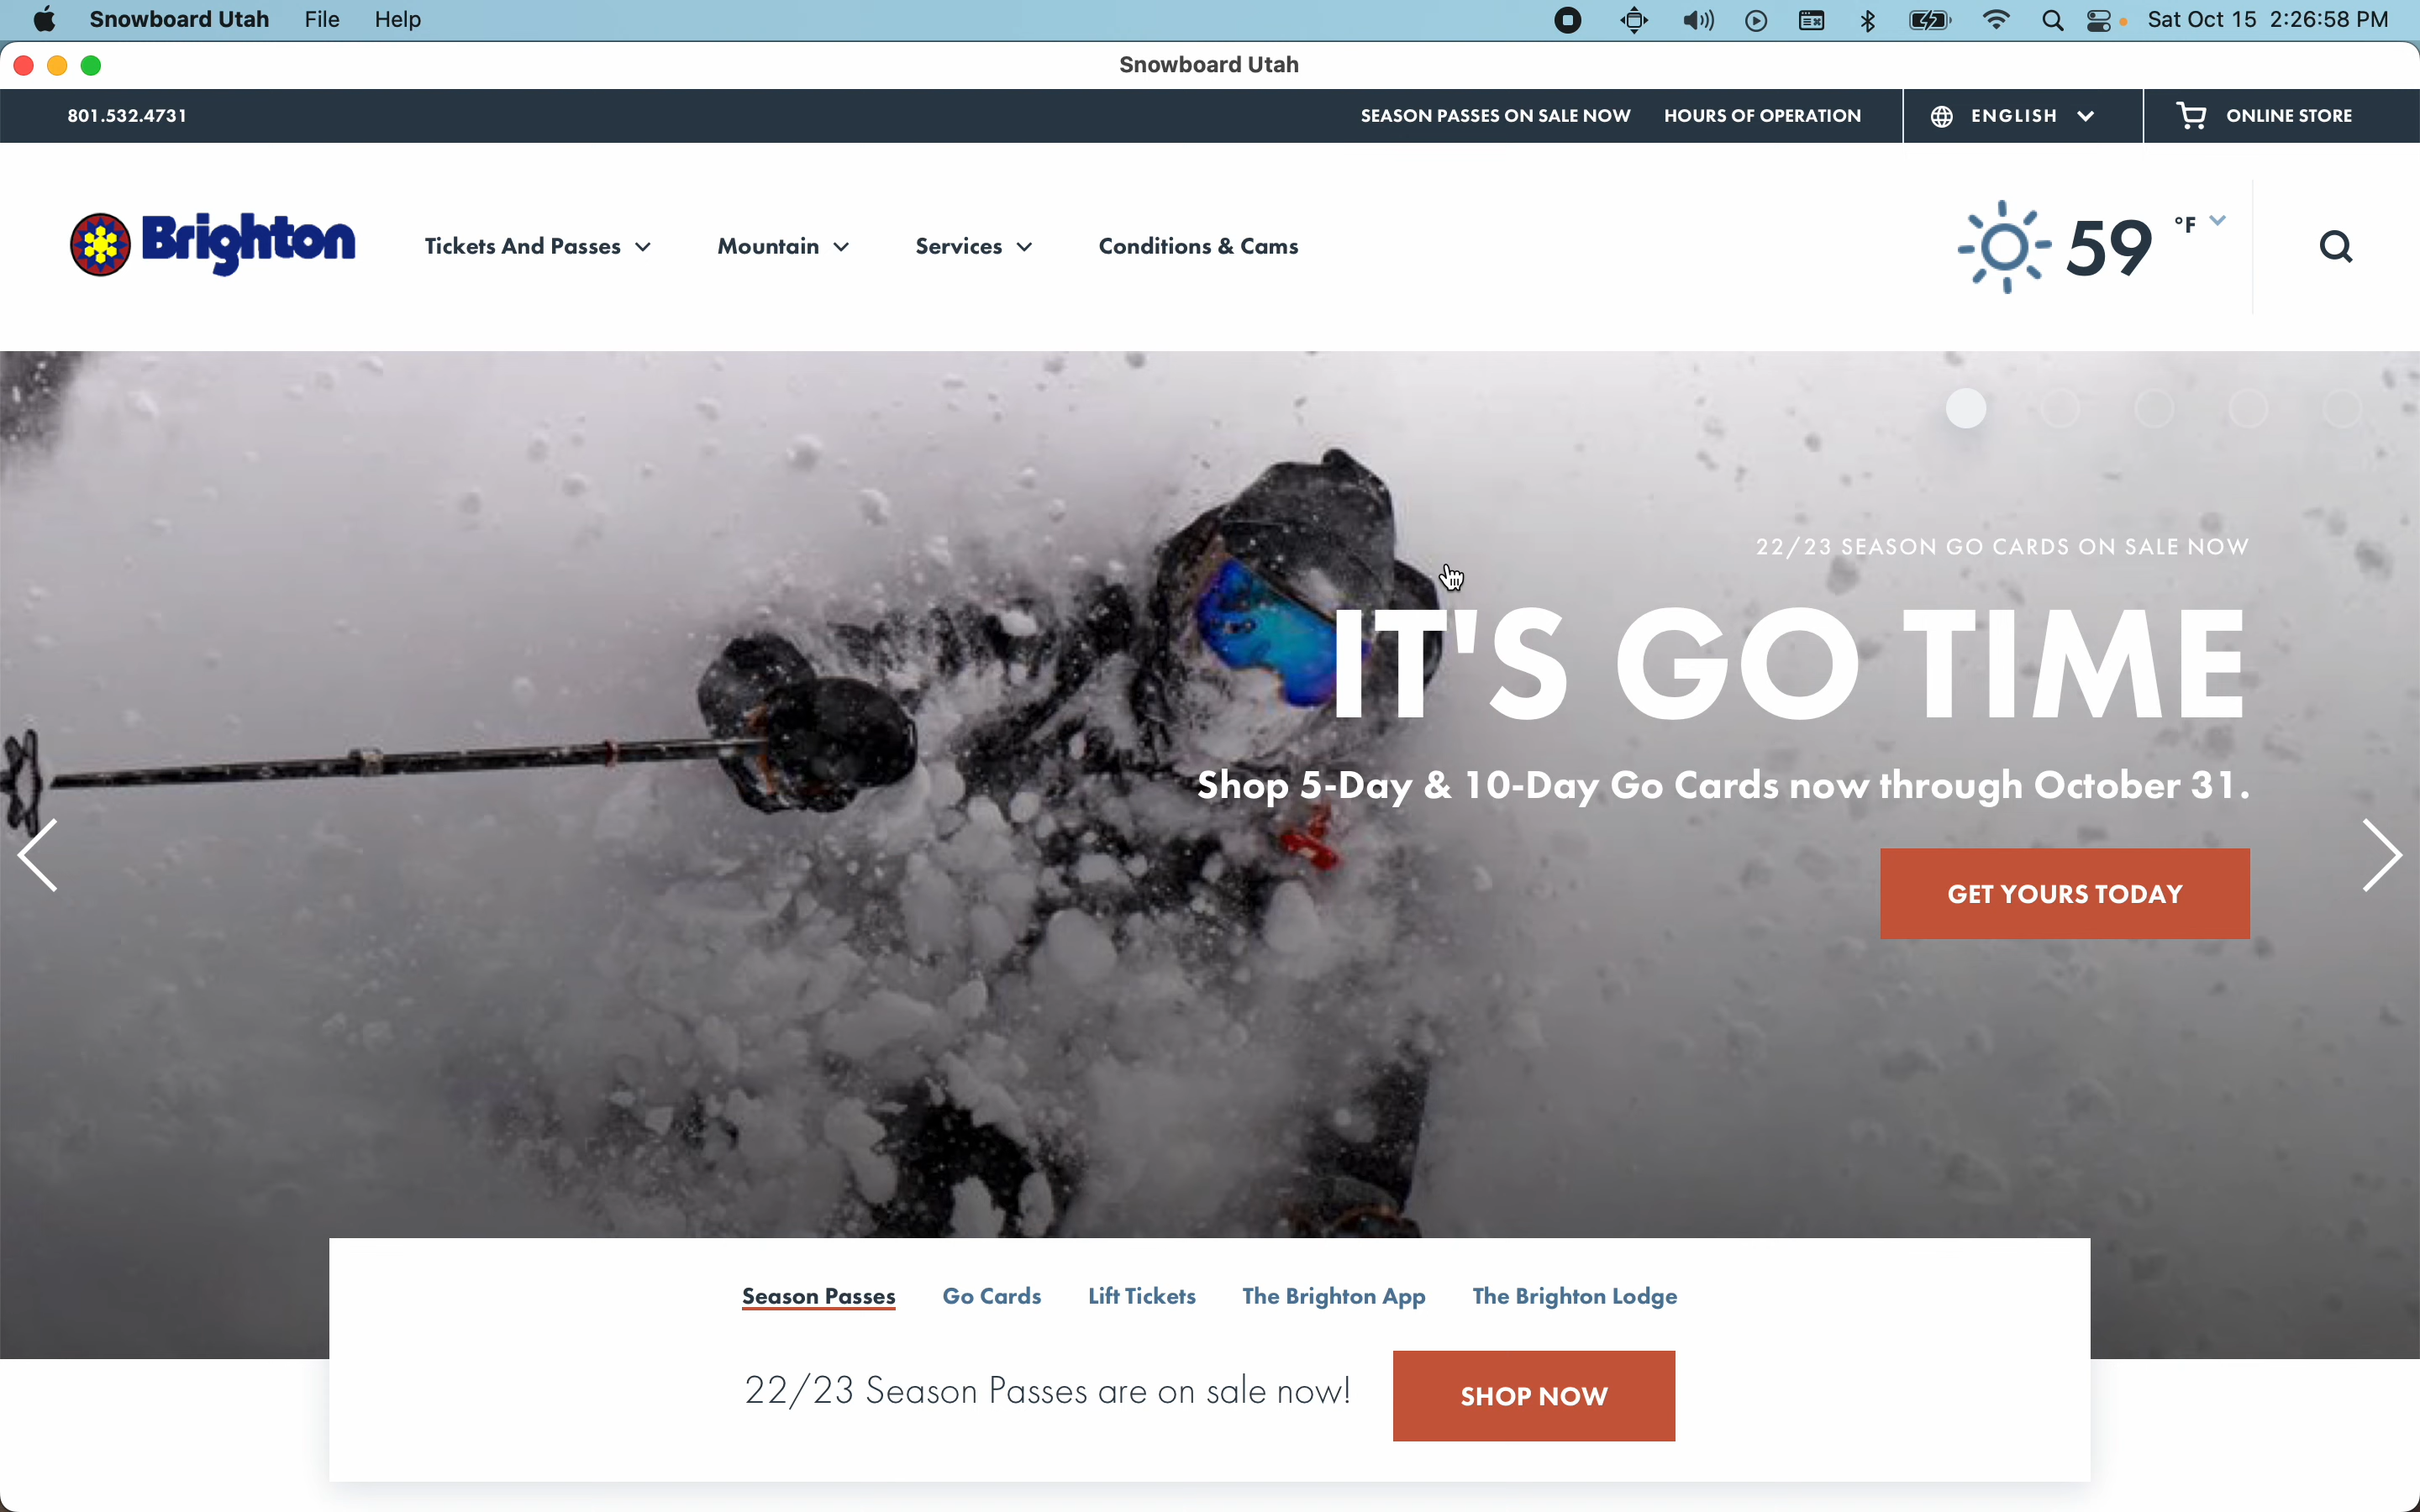 Snowboard Utah File Help Sat Oct 15 2:26:58 PM
Snowboard Utah
801.532.4731 SEASON PASSES ON SALE NOW HOURS OF OPERATION ENGLISH ONLINE STORE
Brighton Tickets And Passes Mountain Services Conditions & Cams 59 °F
22/23 SEASON GO CARDS ON SALE NOW
IT'S GO TIME
Shop 5-Day & 10-Day Go Cards now through October 31.
GET YOURS TODAY
Season Passes Go Cards Lift Tickets The Brighton App The Brighton Lodge
22/23 Season Passes are on sale now! SHOP NOW